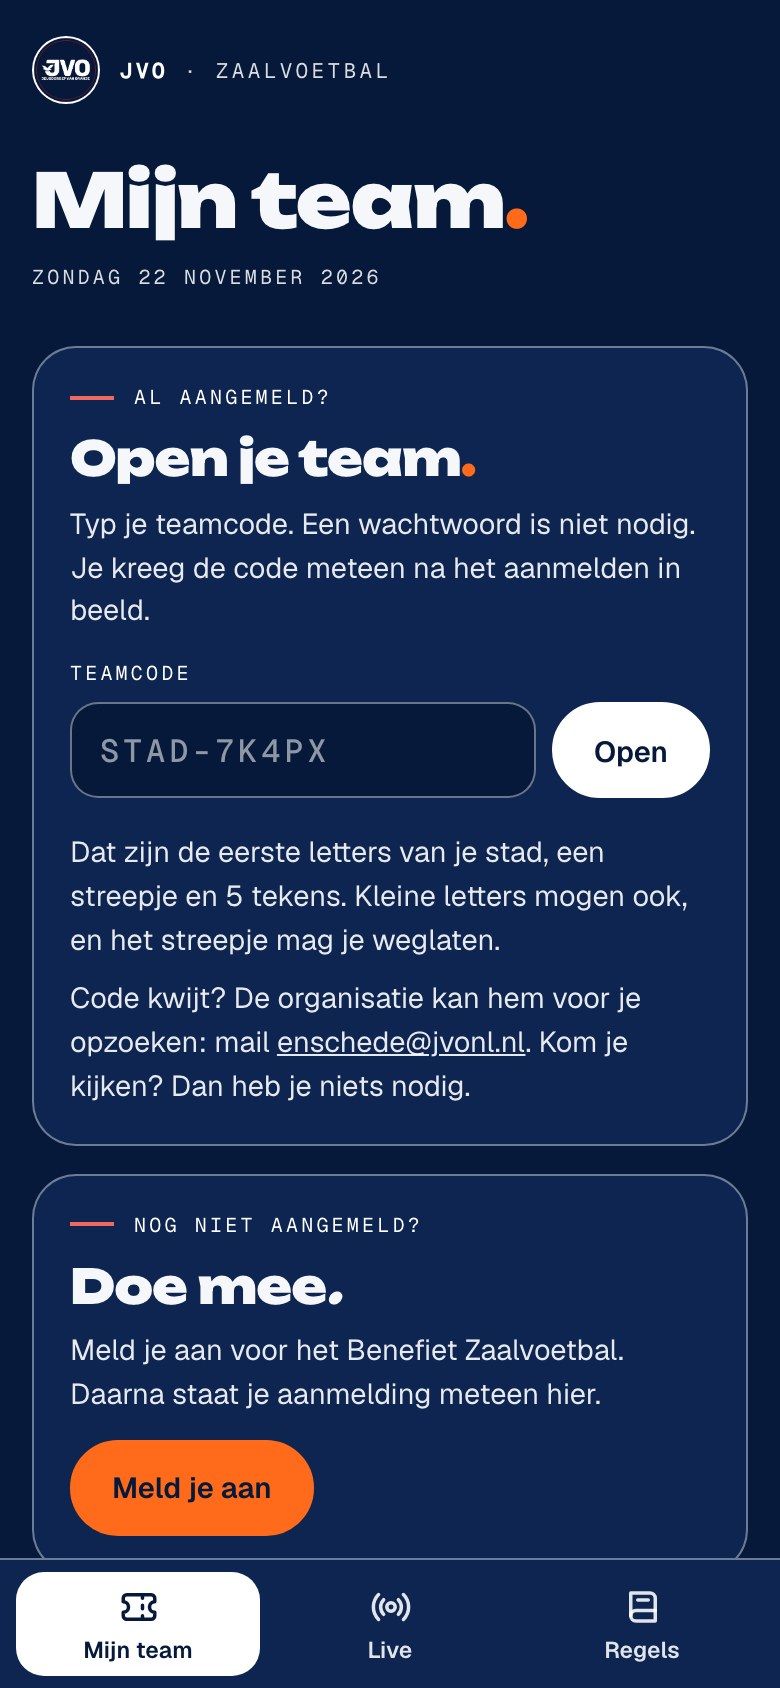 JVO
JVO · ZAALVOETBAL
Mijn team.
ZONDAG 22 NOVEMBER 2026
AL AANGEMELD?
Open je team.
Typ je teamcode. Een wachtwoord is niet nodig.
Je kreeg de code meteen na het aanmelden in
beeld.
TEAMCODE
STAD-7K4PX
Open
Dat zijn de eerste letters van je stad, een
streepje en 5 tekens. Kleine letters mogen ook,
en het streepje mag je weglaten.
Code kwijt? De organisatie kan hem voor je
opzoeken: mail enschede@jvonl.nl. Kom je
kijken? Dan heb je niets nodig.
NOG NIET AANGEMELD?
Doe mee.
Meld je aan voor het Benefiet Zaalvoetbal.
Daarna staat je aanmelding meteen hier.
Meld je aan
Mijn team
Live
Regels